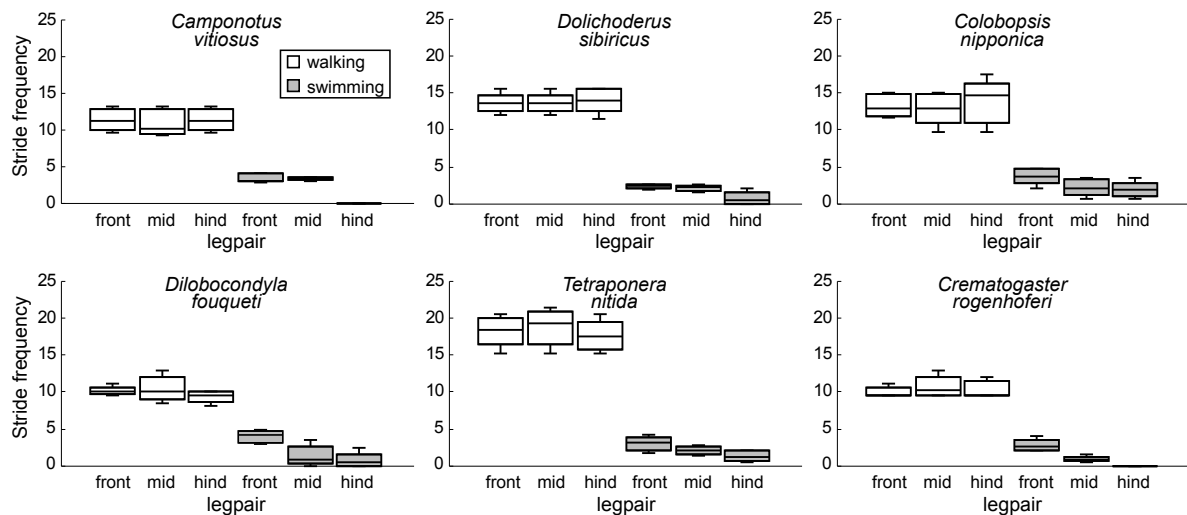 Camponotus
vitiosus
Stride frequency
25
20
15
10
5
0
walking
swimming
front mid hind front mid hind
legpair
Dolichoderus
sibiricus
25
20
15
10
5
0
front mid hind front mid hind
legpair
Colobopsis
nipponica
25
20
15
10
5
0
front mid hind front mid hind
legpair
Dilobocondyla
fouqueti
Stride frequency
25
20
15
10
5
0
front mid hind front mid hind
legpair
Tetraponera
nitida
25
20
15
10
5
0
front mid hind front mid hind
legpair
Crematogaster
rogenhoferi
25
20
15
10
5
0
front mid hind front mid hind
legpair